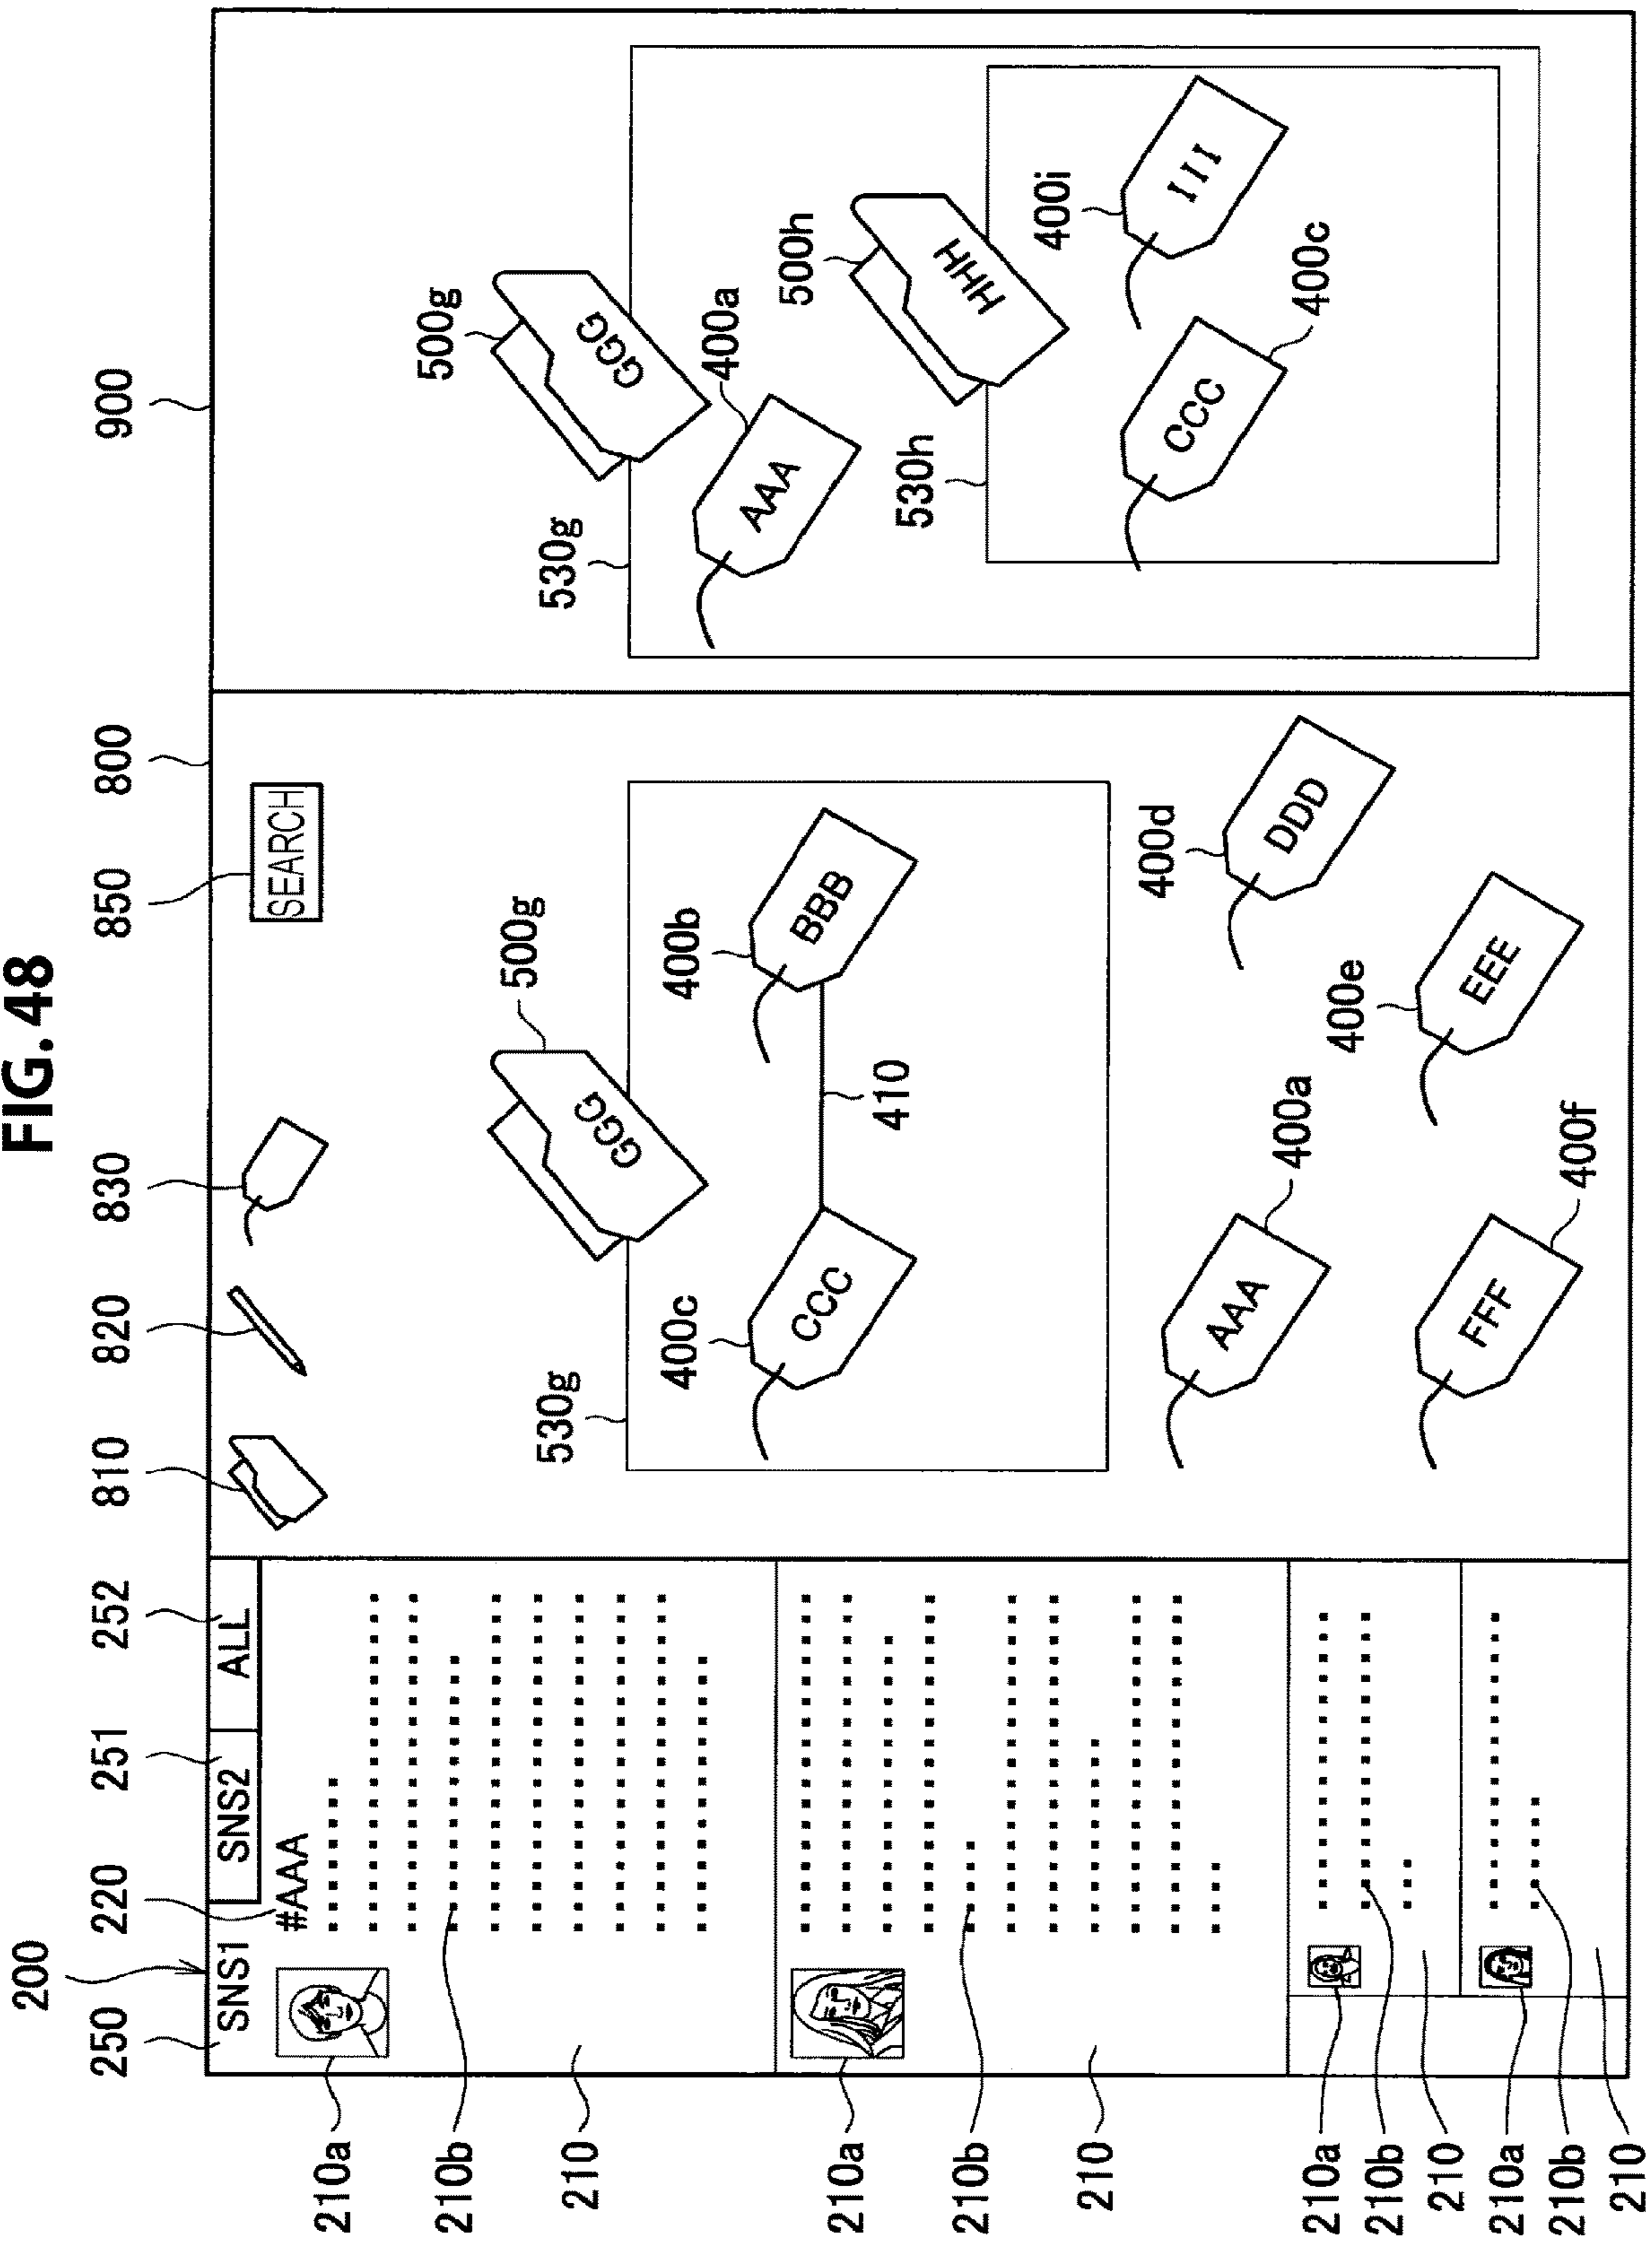 FIG. 48
200
250
220
251
252
810
820
830
850
800
900
SNS1
SNS2
ALL
SEARCH
#AAA
210a
210b
210
210a
210b
210
210a
210b
210
210a
210b
210
500g
GGG
530g
400c
CCC
400b
BBB
410
400a
AAA
400d
DDD
400e
EEE
400f
FFF
500g
GGG
530g
400a
AAA
500h
HHH
530h
400i
III
400c
CCC